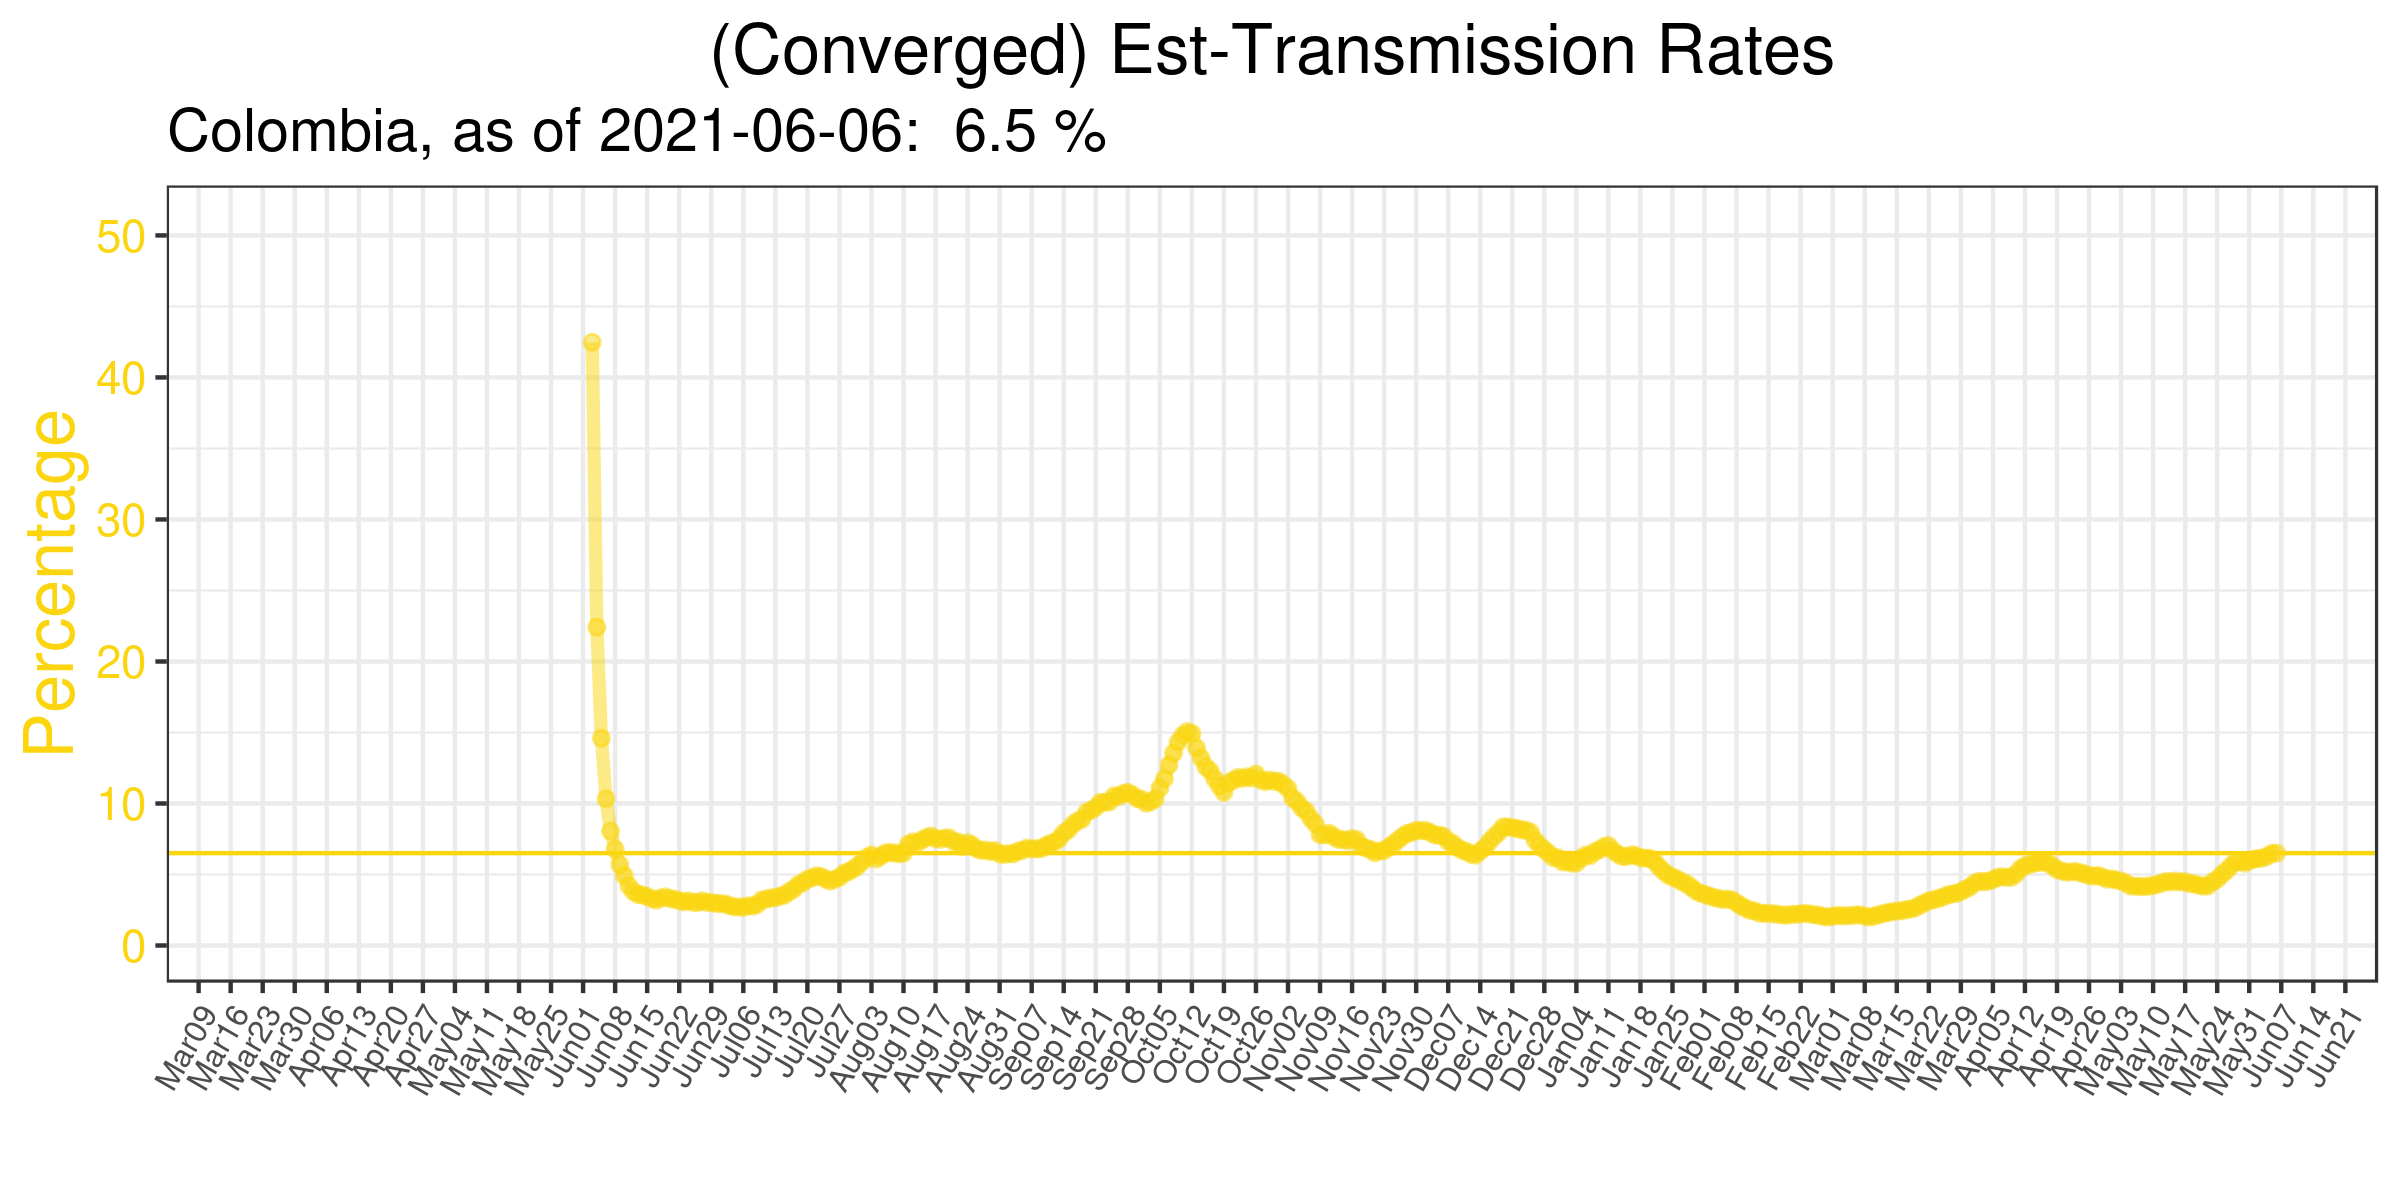 (Converged) Est-Transmission Rates
Colombia, as of 2021-06-06:  6.5 %
Percentage
50
40
30
20
10
0
Mar09
Mar16
Mar23
Mar30
Apr06
Apr13
Apr20
Apr27
May04
May11
May18
May25
Jun01
Jun08
Jun15
Jun22
Jun29
Jul06
Jul13
Jul20
Jul27
Aug03
Aug10
Aug17
Aug24
Aug31
Sep07
Sep14
Sep21
Sep28
Oct05
Oct12
Oct19
Oct26
Nov02
Nov09
Nov16
Nov23
Nov30
Dec07
Dec14
Dec21
Dec28
Jan04
Jan11
Jan18
Jan25
Feb01
Feb08
Feb15
Feb22
Mar01
Mar08
Mar15
Mar22
Mar29
Apr05
Apr12
Apr19
Apr26
May03
May10
May17
May24
May31
Jun07
Jun14
Jun21